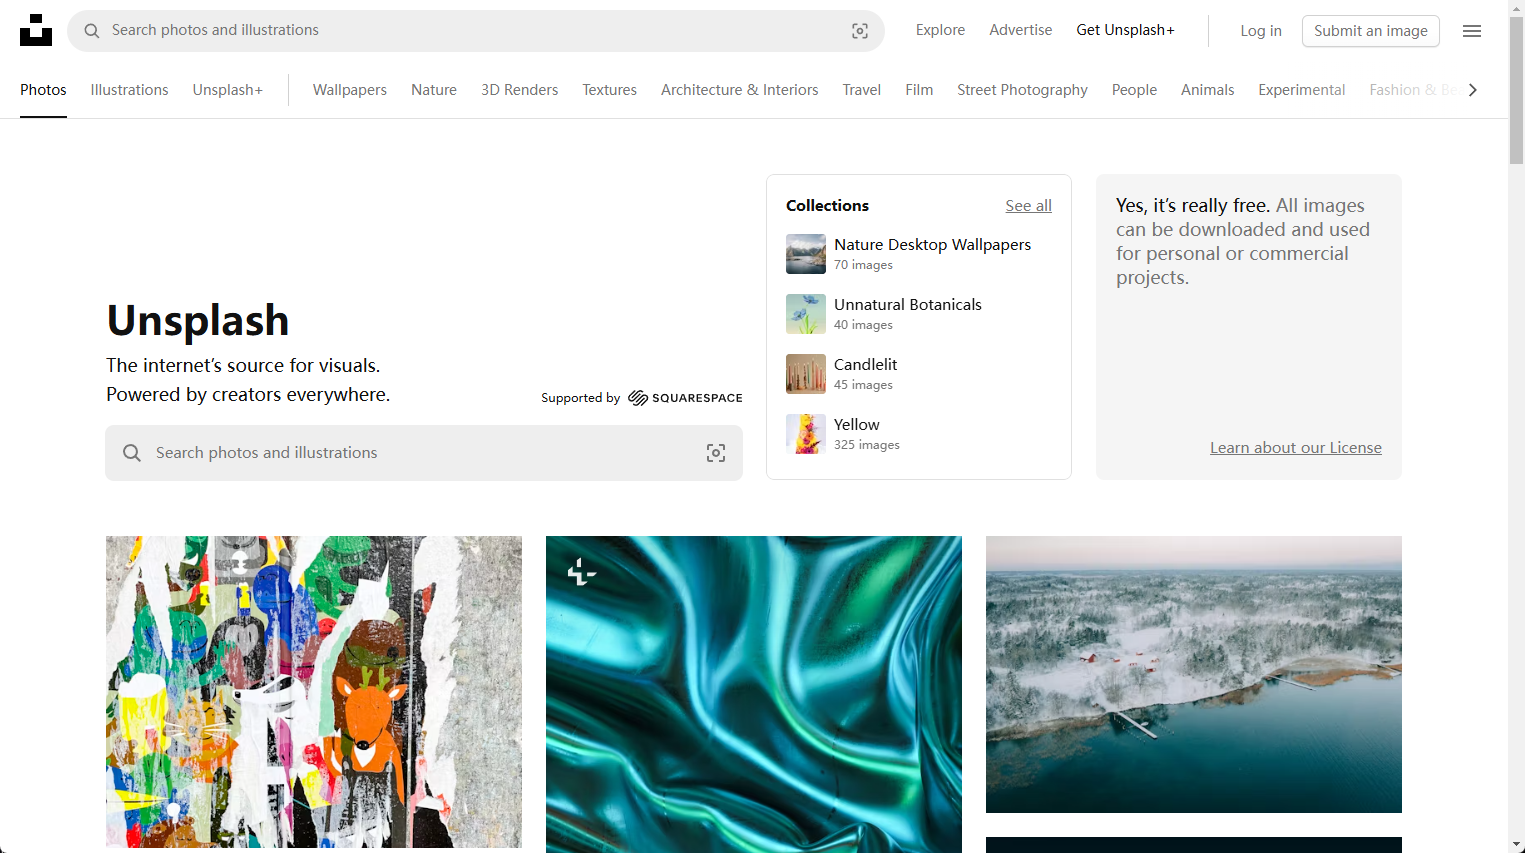 Search photos and illustrations
Explore
Advertise
Get Unsplash+
Log in
Submit an image
Photos
Illustrations
Unsplash+
Wallpapers
Nature
3D Renders
Textures
Architecture & Interiors
Travel
Film
Street Photography
People
Animals
Experimental
Fashion &
Unsplash
The internet’s source for visuals.
Powered by creators everywhere.
Supported by SQUARESPACE
Search photos and illustrations
Collections
See all
Nature Desktop Wallpapers
70 images
Unnatural Botanicals
40 images
Candlelit
45 images
Yellow
325 images
Yes, it’s really free. All images
can be downloaded and used
for personal or commercial
projects.
Learn about our License